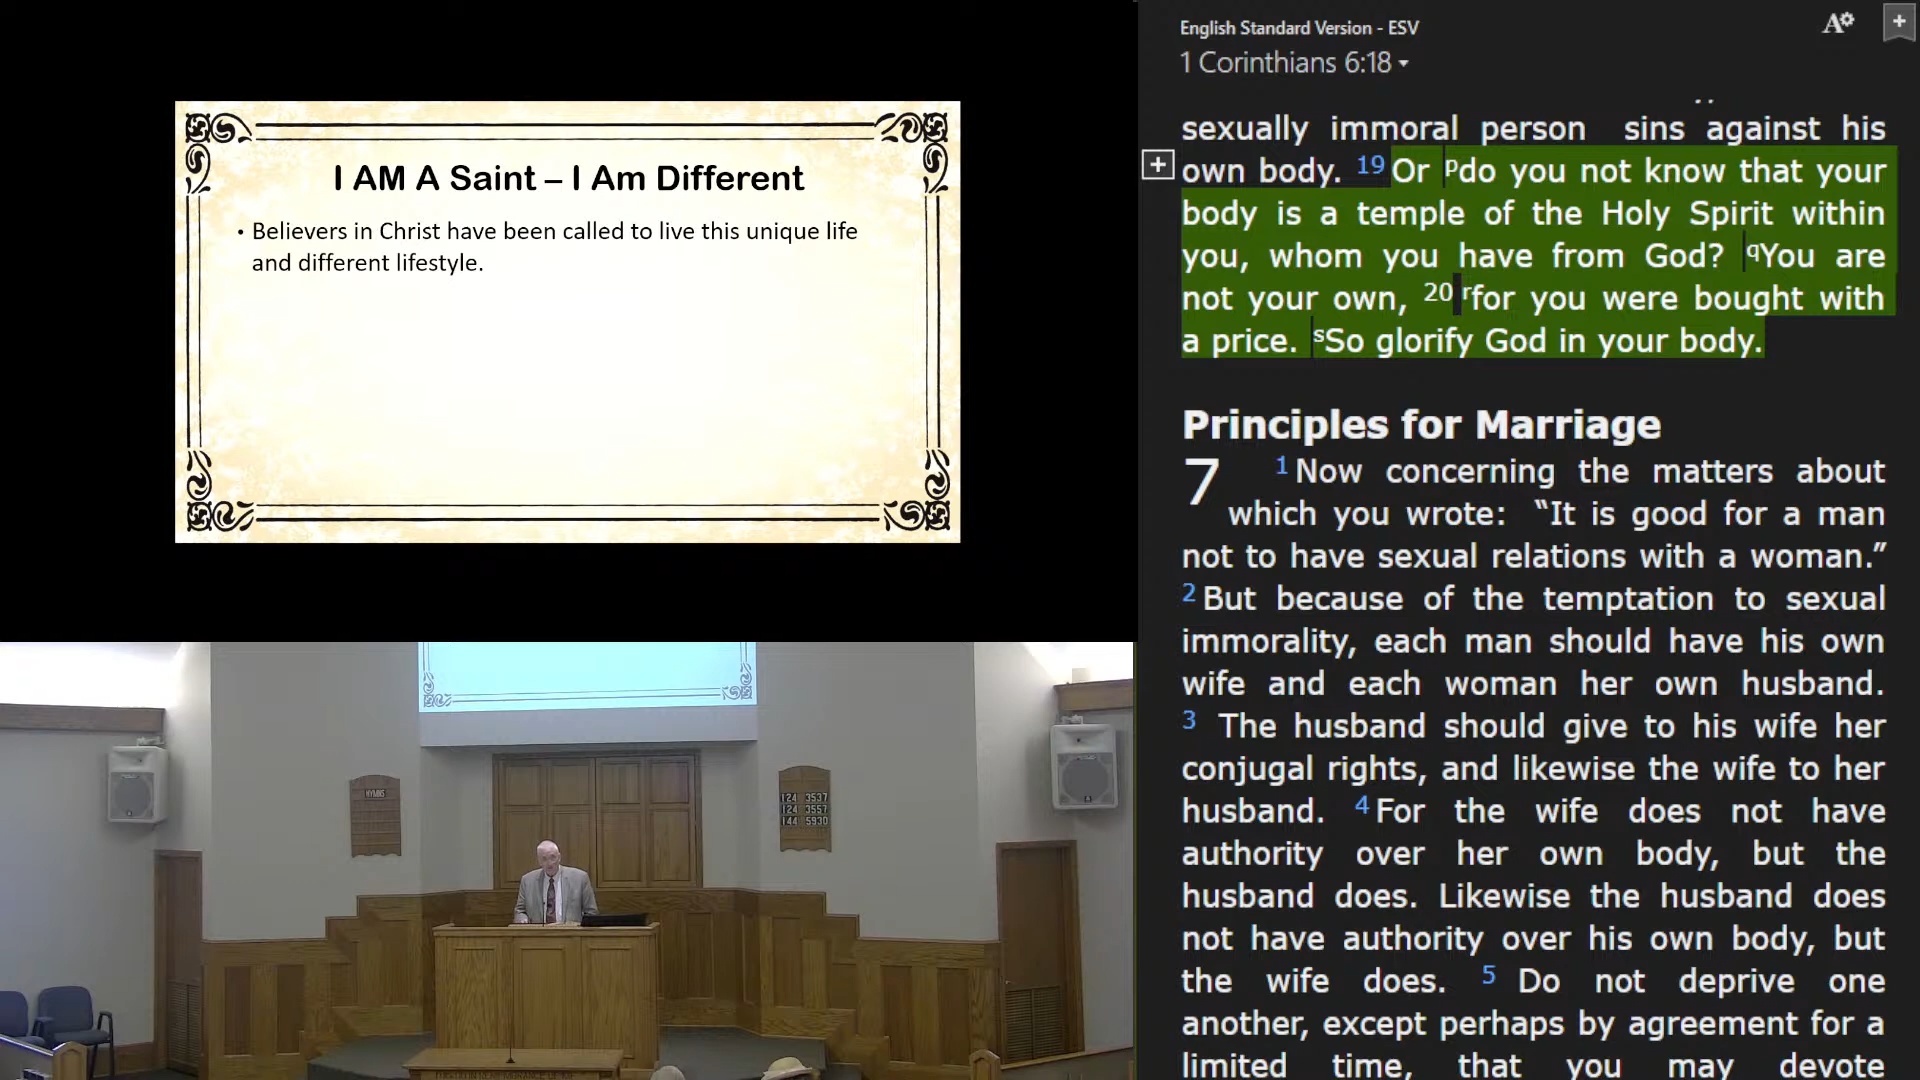 I AM A Saint – I Am Different
• Believers in Christ have been called to live this unique life
and different lifestyle.
HYMNS
124 3537
124 3557
144 5930
English Standard Version - ESV
1 Corinthians 6:18
sexually immoral person sins against his
own body. 19 Or p do you not know that your
body is a temple of the Holy Spirit within
you, whom you have from God? q You are
not your own, 20 r for you were bought with
a price. s So glorify God in your body.
Principles for Marriage
7 1 Now concerning the matters about
which you wrote: “It is good for a man
not to have sexual relations with a woman.”
2 But because of the temptation to sexual
immorality, each man should have his own
wife and each woman her own husband.
3 The husband should give to his wife her
conjugal rights, and likewise the wife to her
husband. 4 For the wife does not have
authority over her own body, but the
husband does. Likewise the husband does
not have authority over his own body, but
the wife does. 5 Do not deprive one
another, except perhaps by agreement for a
limited time, that you may devote